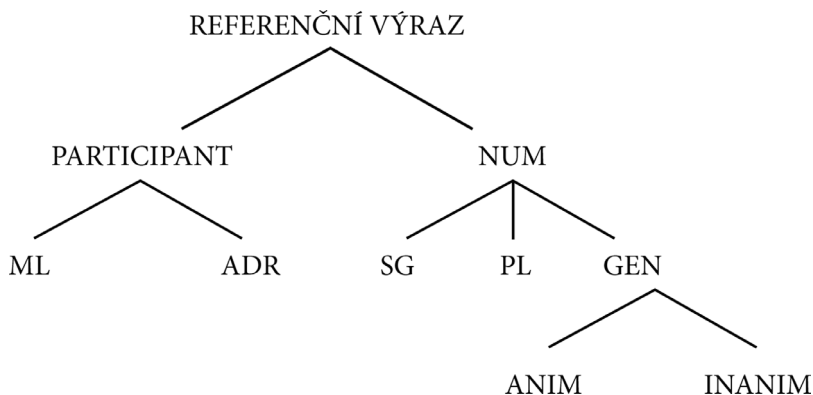 REFERENČNÍ VÝRAZ
PARTICIPANT NUM
ML ADR SG PL GEN
ANIM INANIM